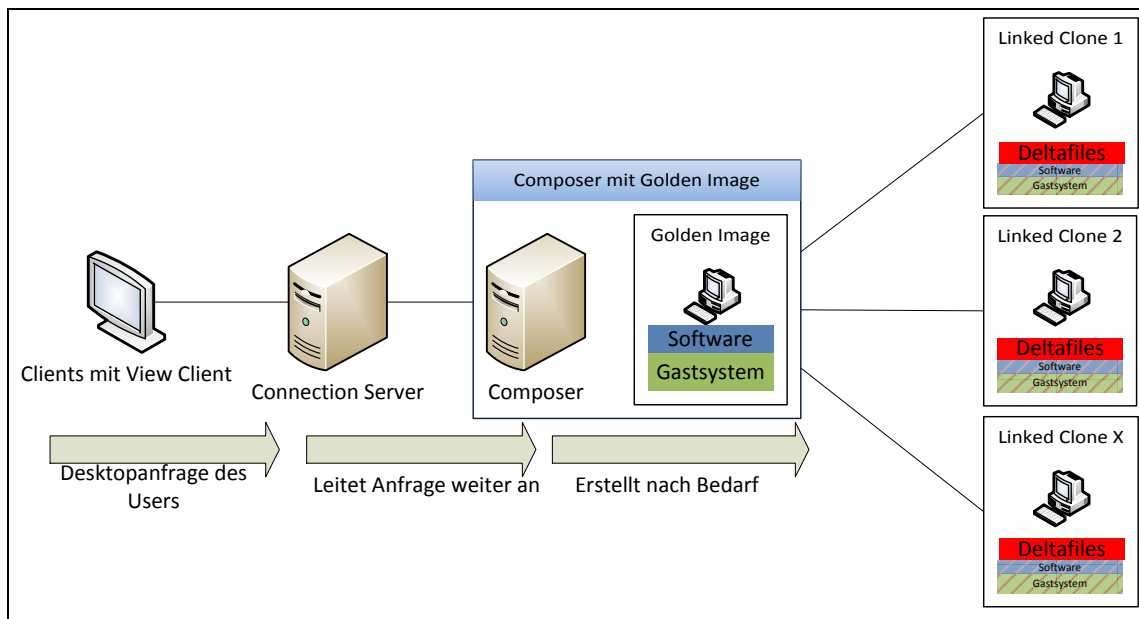 Clients mit View Client
Connection Server
Composer mit Golden Image
Composer
Golden Image
Software
Gastsystem
Desktopanfrage des
Users
Leitet Anfrage weiter an
Erstellt nach Bedarf
Linked Clone 1
Deltafiles
Software
Gastsystem
Linked Clone 2
Deltafiles
Software
Gastsystem
Linked Clone X
Deltafiles
Software
Gastsystem